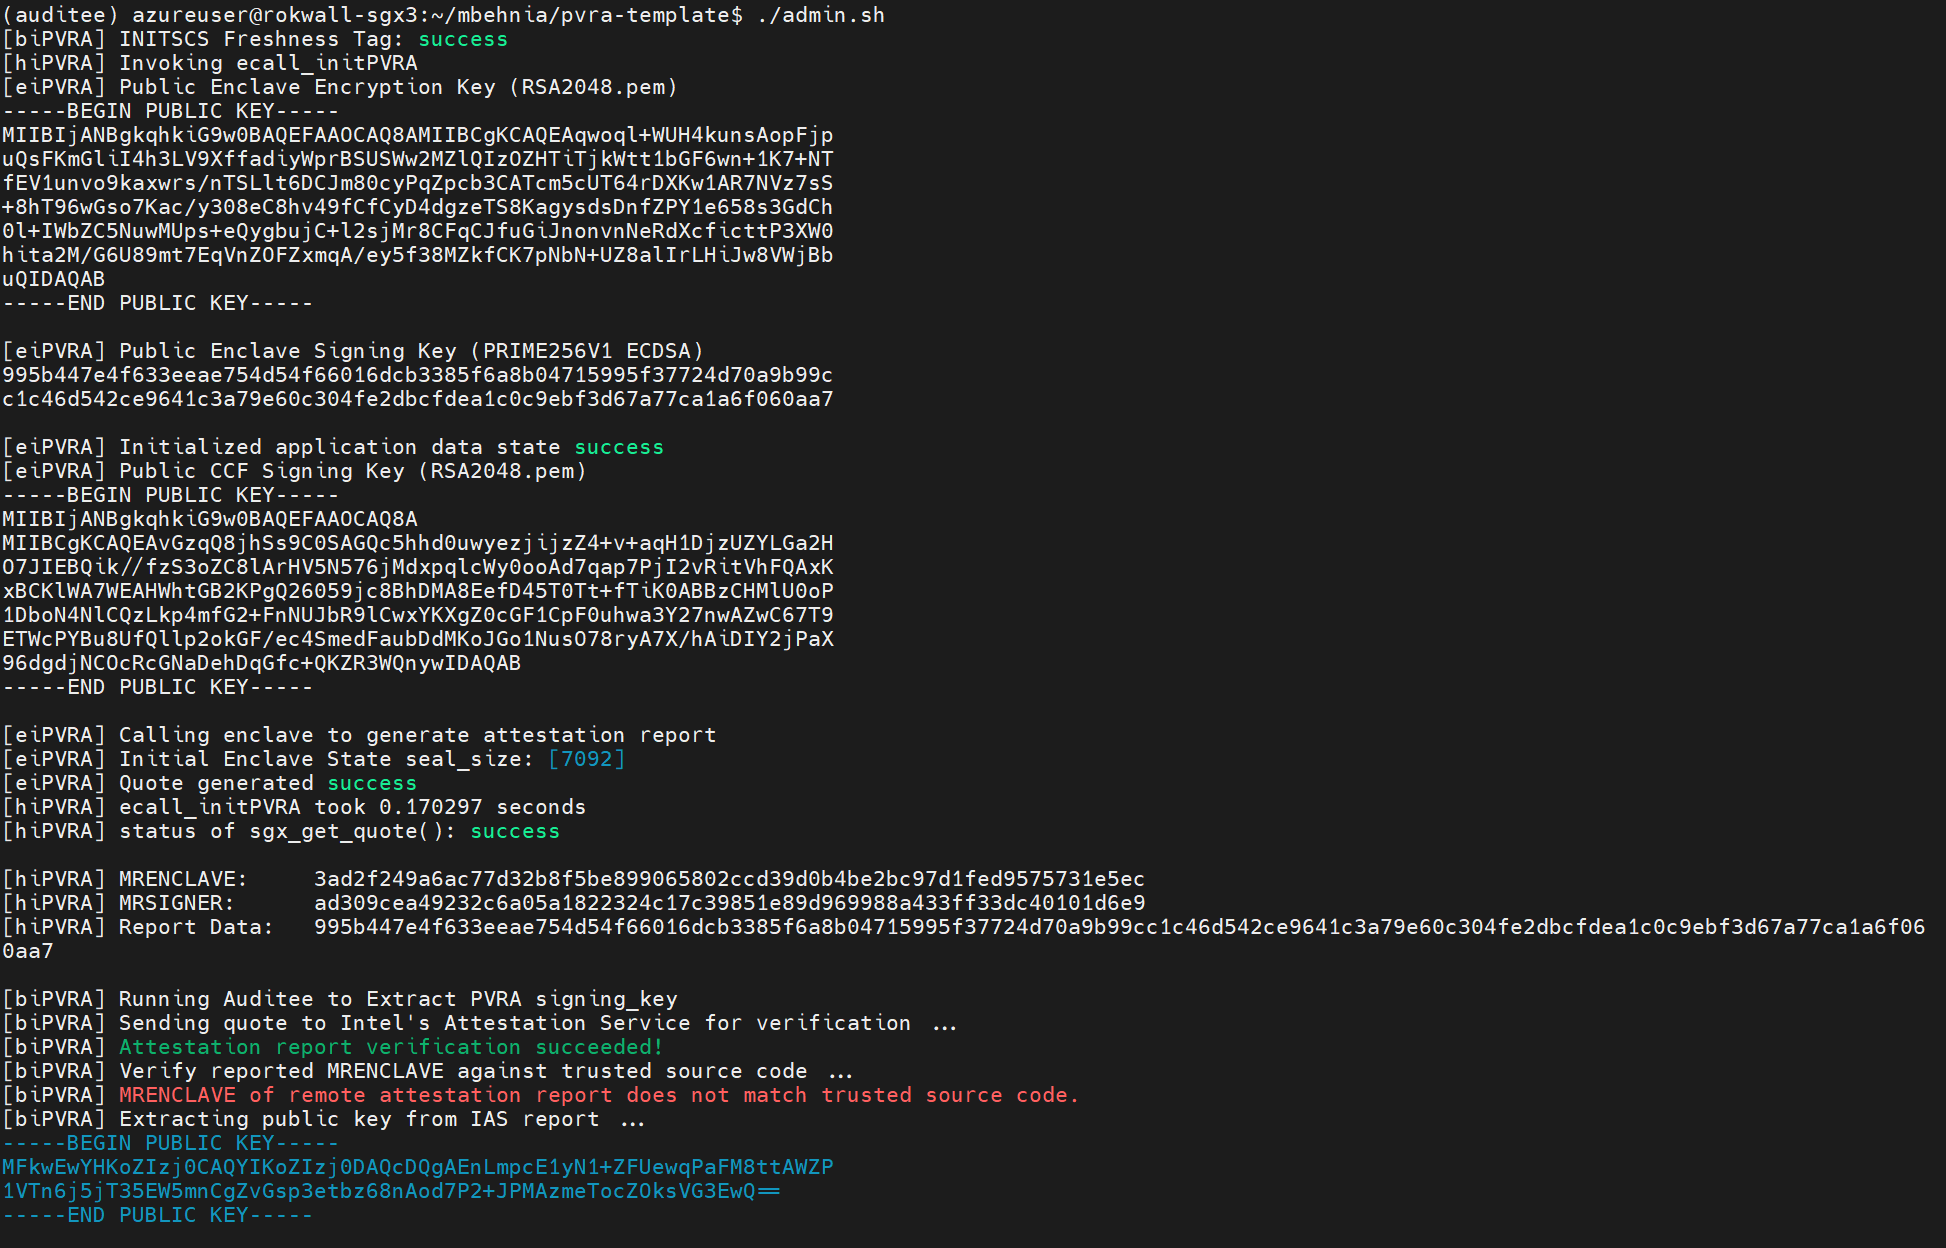 (auditee) azureuser@rokwall-sgx3:~/mbehnia/pvra-template$ ./admin.sh
[biPVRA] INITSCS Freshness Tag: success
[hiPVRA] Invoking ecall_initPVRA
[eiPVRA] Public Enclave Encryption Key (RSA2048.pem)
-----BEGIN PUBLIC KEY-----
MIIBIjANBgkqhkiG9w0BAQEFAAOCAQ8AMIIBCgKCAQEAqwoql+WUH4kunsAopFjp
uQsFKmGliI4h3LV9XffadiyWprBSUSWw2MZlQIzOZHTiTjkWtt1bGF6wn+1K7+NT
fEV1unvo9kaxwrs/nTSLlt6DCJm80cyPqZpcb3CATcm5cUT64rDXKw1AR7NVz7sS
+8hT96wGso7Kac/y308eC8hv49fCfCyD4dgzeTS8KagysdsDnfZPY1e658s3GdCh
0l+IWbZC5NuwMUps+eQygbujC+l2sjMr8CFqCJfuGiJnonvnNeRdXcficttP3XW0
hita2M/G6U89mt7EqVnZOFZxmqA/ey5f38MZkfCK7pNbN+UZ8alIrLHiJw8VWjBb
uQIDAQAB
-----END PUBLIC KEY-----
[eiPVRA] Public Enclave Signing Key (PRIME256V1 ECDSA)
995b447e4f633eeae754d54f66016dcb3385f6a8b04715995f37724d70a9b99c
c1c46d542ce9641c3a79e60c304fe2dbcfdea1c0c9ebf3d67a77ca1a6f060aa7
[eiPVRA] Initialized application data state success
[eiPVRA] Public CCF Signing Key (RSA2048.pem)
-----BEGIN PUBLIC KEY-----
MIIBIjANBgkqhkiG9w0BAQEFAAOCAQ8A
MIIBCgKCAQEAvGzqQ8jhSs9C0SAGQc5hhd0uwyezjijzZ4+v+aqH1DjzUZYLGa2H
O7JIEBQik//fzS3oZC8lArHV5N576jMdxpqlcWy0ooAd7qap7PjI2vRitVhFQAxK
xBCKlWA7WEAHWhtGB2KPgQ26059jc8BhDMA8EefD45T0Tt+fTiK0ABBzCHMlU0oP
1DboN4NlCQzLkp4mfG2+FnNUJbR9lCwxYKXgZ0cGF1CpF0uhwa3Y27nwAZwC67T9
ETWcPYBu8UfQllp2okGF/ec4SmedFaubDdMKoJGo1NusO78ryA7X/hAiDIY2jPaX
96dgdjNCOcRcGNaDehDqGfc+QKZR3WQnywIDAQAB
-----END PUBLIC KEY-----
[eiPVRA] Calling enclave to generate attestation report
[eiPVRA] Initial Enclave State seal_size: [7092]
[eiPVRA] Quote generated success
[hiPVRA] ecall_initPVRA took 0.170297 seconds
[hiPVRA] status of sgx_get_quote(): success
[hiPVRA] MRENCLAVE: 3ad2f249a6ac77d32b8f5be899065802ccd39d0b4be2bc97d1fed9575731e5ec
[hiPVRA] MRSIGNER: ad309cea49232c6a05a1822324c17c39851e89d969988a433ff33dc40101d6e9
[hiPVRA] Report Data: 995b447e4f633eeae754d54f66016dcb3385f6a8b04715995f37724d70a9b99cc1c46d542ce9641c3a79e60c304fe2dbcfdea1c0c9ebf3d67a77ca1a6f06
0aa7
[biPVRA] Running Auditee to Extract PVRA signing_key
[biPVRA] Sending quote to Intel's Attestation Service for verification ...
[biPVRA] Attestation report verification succeeded!
[biPVRA] Verify reported MRENCLAVE against trusted source code ...
[biPVRA] MRENCLAVE of remote attestation report does not match trusted source code.
[biPVRA] Extracting public key from IAS report ...
-----BEGIN PUBLIC KEY-----
MFkwEwYHKoZIzj0CAQYIKoZIzj0DAQcDQgAEnLmpcE1yN1+ZFUewqPaFM8ttAWZP
1VTn6j5jT35EW5mnCgZvGsp3etbz68nAod7P2+JPMAzmeTocZOksVG3EwQ==
-----END PUBLIC KEY-----